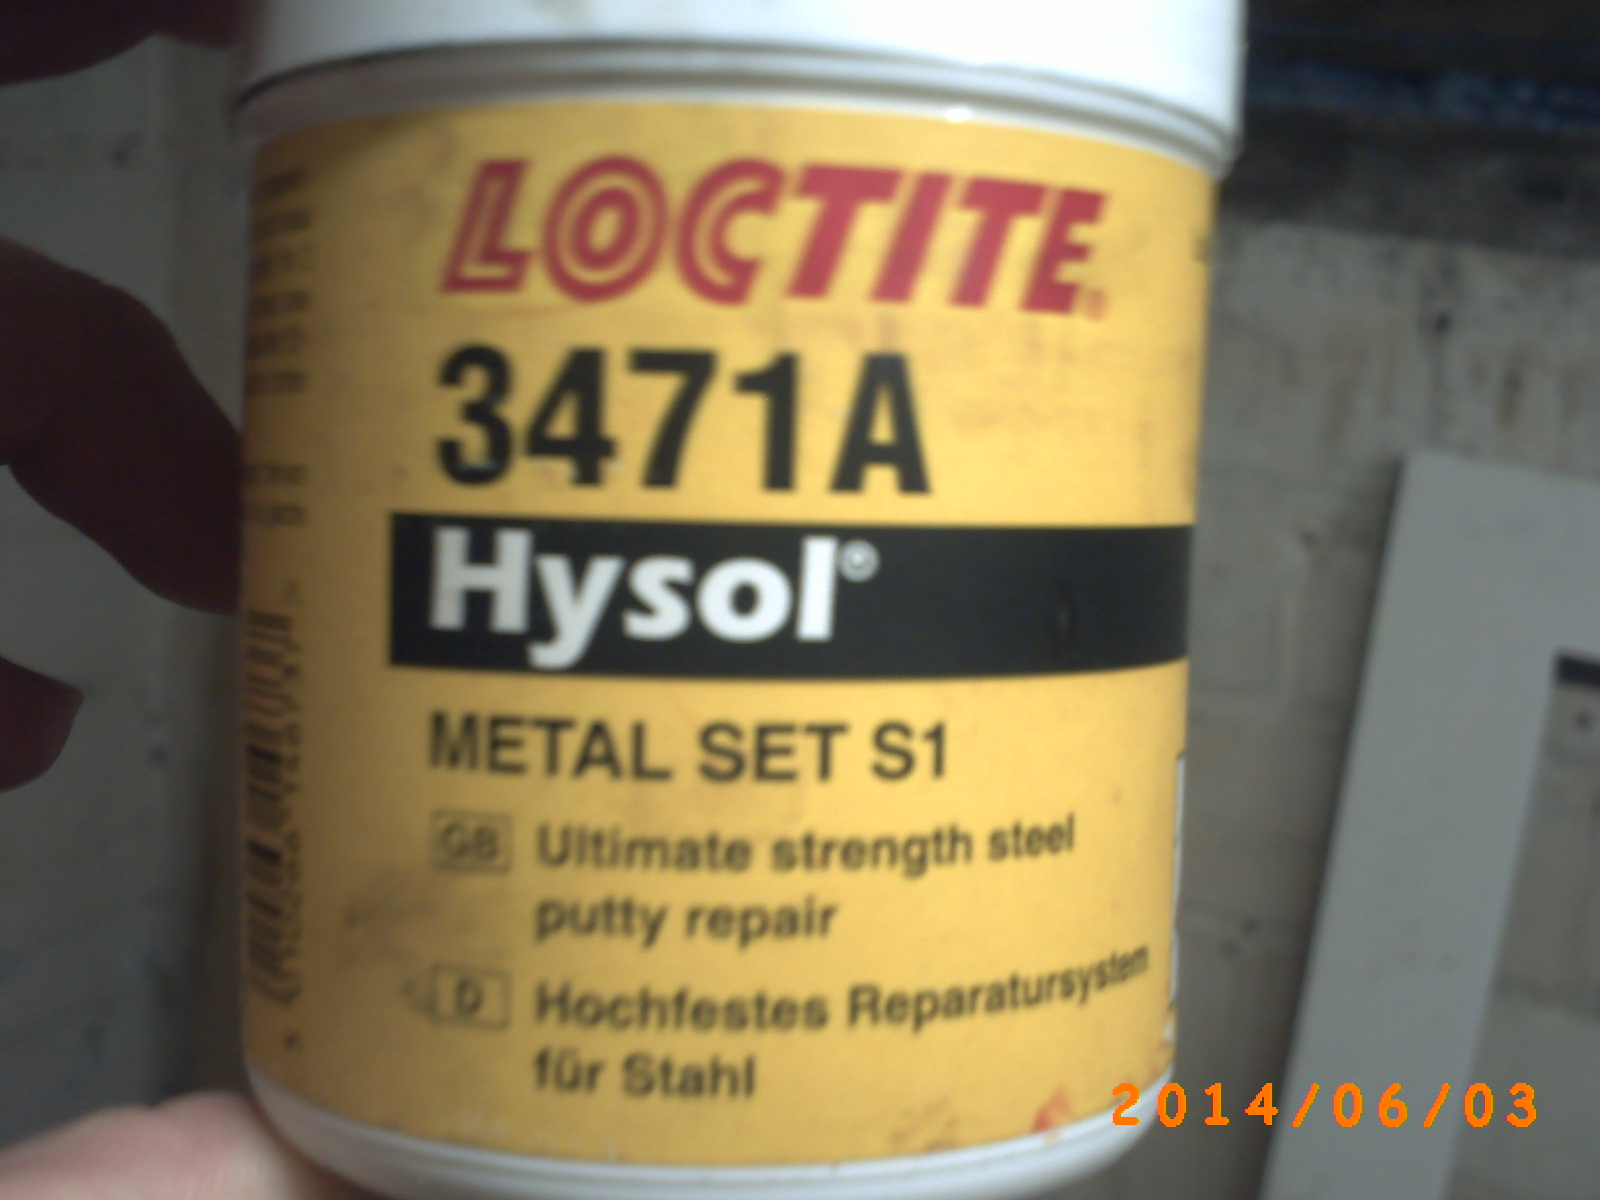 LOCTITE®
3471A
Hysol®
METAL SET S1
GB Ultimate strength steel
putty repair
D Hochfestes Reparatursystem
für Stahl
2014/06/03